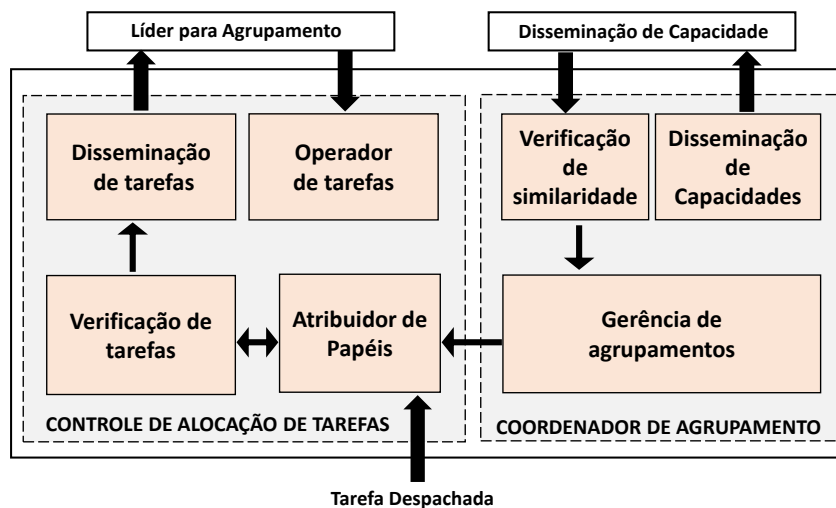 Líder para Agrupamento
Disseminação de Capacidade
Disseminação
de tarefas
Operador
de tarefas
Verificação
de
similaridade
Disseminação
de
Capacidades
Verificação de
tarefas
Atribuidor de
Papéis
Gerência de
agrupamentos
CONTROLE DE ALOCAÇÃO DE TAREFAS
COORDENADOR DE AGRUPAMENTO
Tarefa Despachada